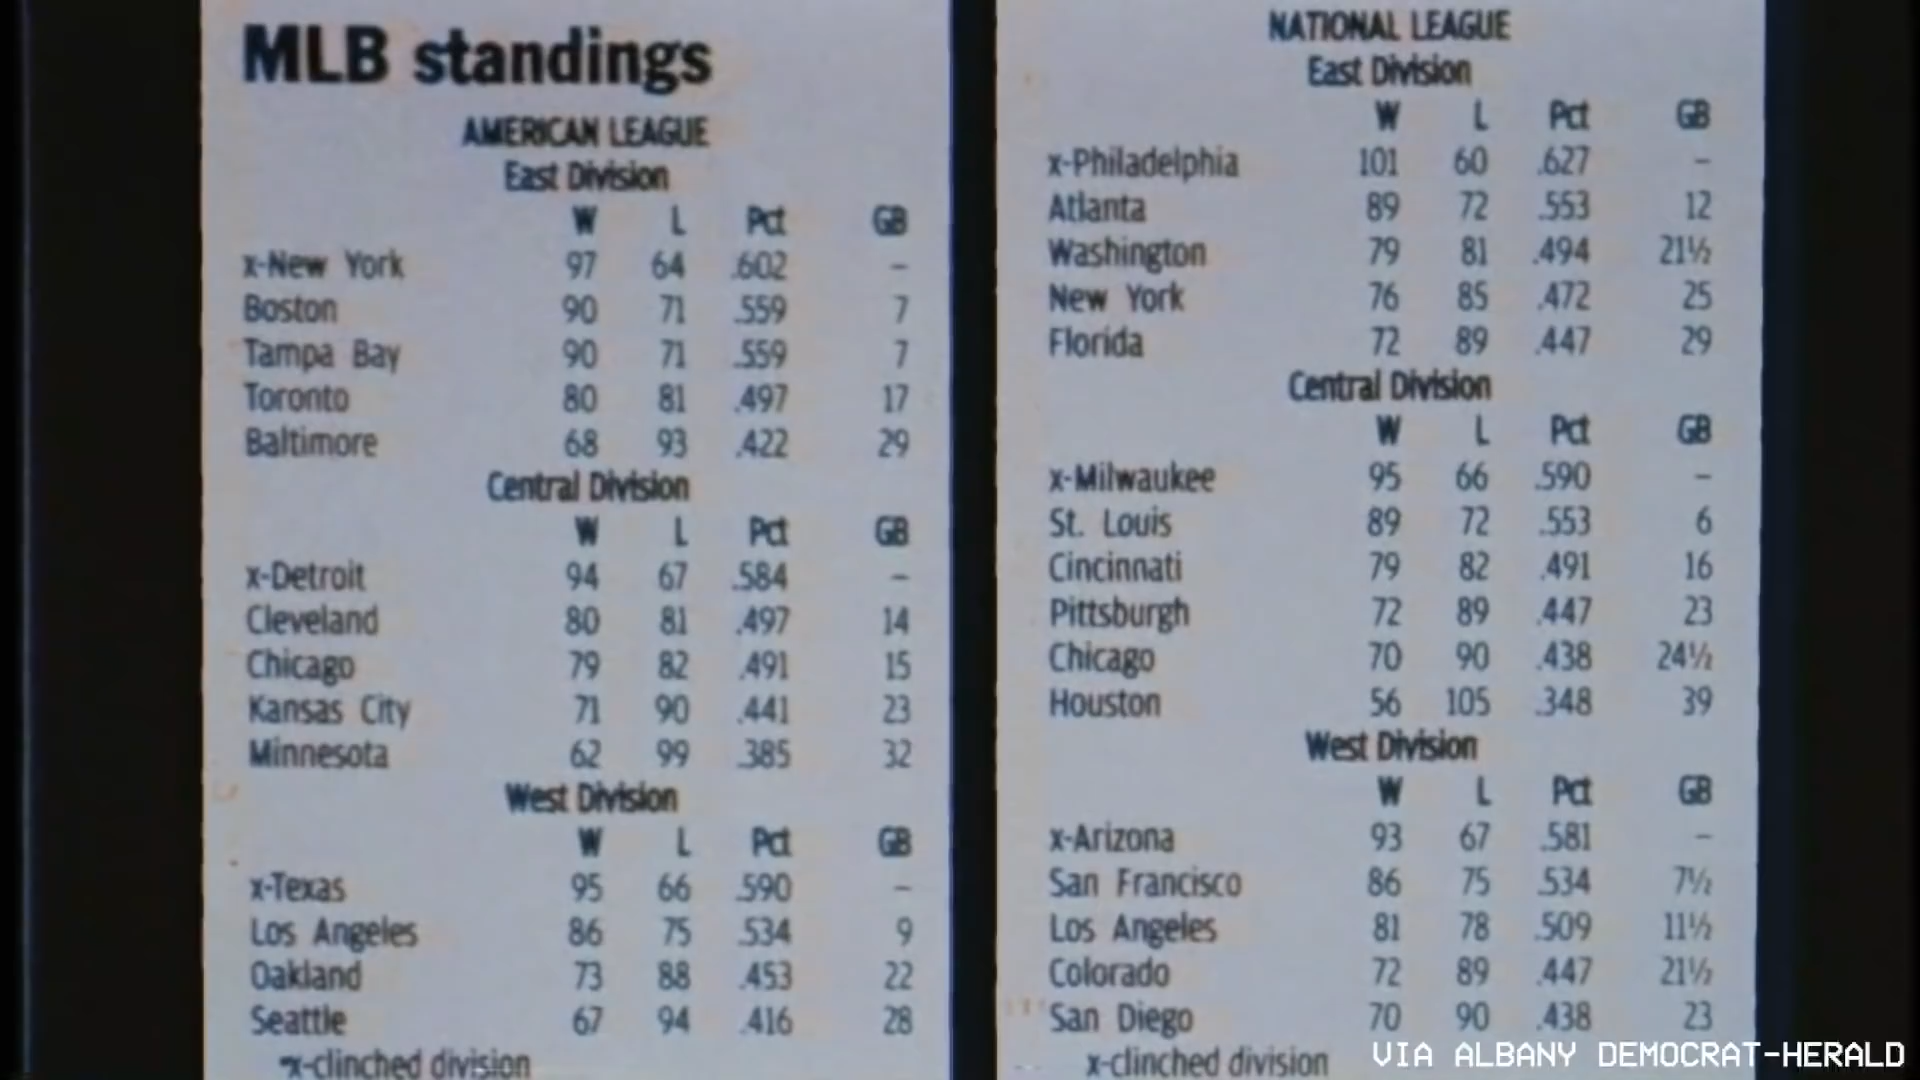 MLB standings
AMERICAN LEAGUE
East Division
W L Pct GB
x-New York 97 64 .602 –
Boston 90 71 .559 7
Tampa Bay 90 71 .559 7
Toronto 80 81 .497 17
Baltimore 68 93 .422 29
Central Division
W L Pct GB
x-Detroit 94 67 .584 –
Cleveland 80 81 .497 14
Chicago 79 82 .491 15
Kansas City 71 90 .441 23
Minnesota 62 99 .385 32
West Division
W L Pct GB
x-Texas 95 66 .590 –
Los Angeles 86 75 .534 9
Oakland 73 88 .453 22
Seattle 67 94 .416 28
x-clinched division
NATIONAL LEAGUE
East Division
W L Pct GB
x-Philadelphia 101 60 .627 –
Atlanta 89 72 .553 12
Washington 79 81 .494 21½
New York 76 85 .472 25
Florida 72 89 .447 29
Central Division
W L Pct GB
x-Milwaukee 95 66 .590 –
St. Louis 89 72 .553 6
Cincinnati 79 82 .491 16
Pittsburgh 72 89 .447 23
Chicago 70 90 .438 24½
Houston 56 105 .348 39
West Division
W L Pct GB
x-Arizona 93 67 .581 –
San Francisco 86 75 .534 7½
Los Angeles 81 78 .509 11½
Colorado 72 89 .447 21½
San Diego 70 90 .438 23
x-clinched division
VIA ALBANY DEMOCRAT-HERALD